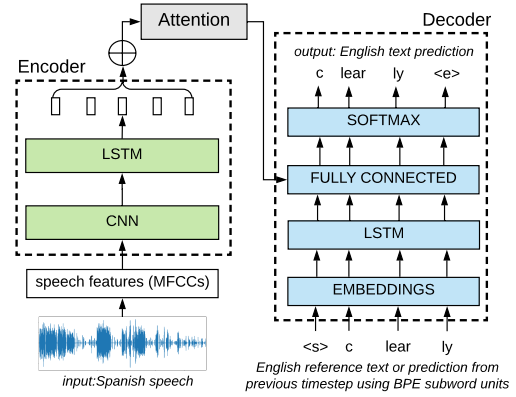 Attention
Decoder
output: English text prediction
c lear ly <e>
Encoder
SOFTMAX
LSTM
FULLY CONNECTED
CNN
LSTM
speech features (MFCCs)
EMBEDDINGS
<s> c lear ly
input:Spanish speech
English reference text or prediction from
previous timestep using BPE subword units